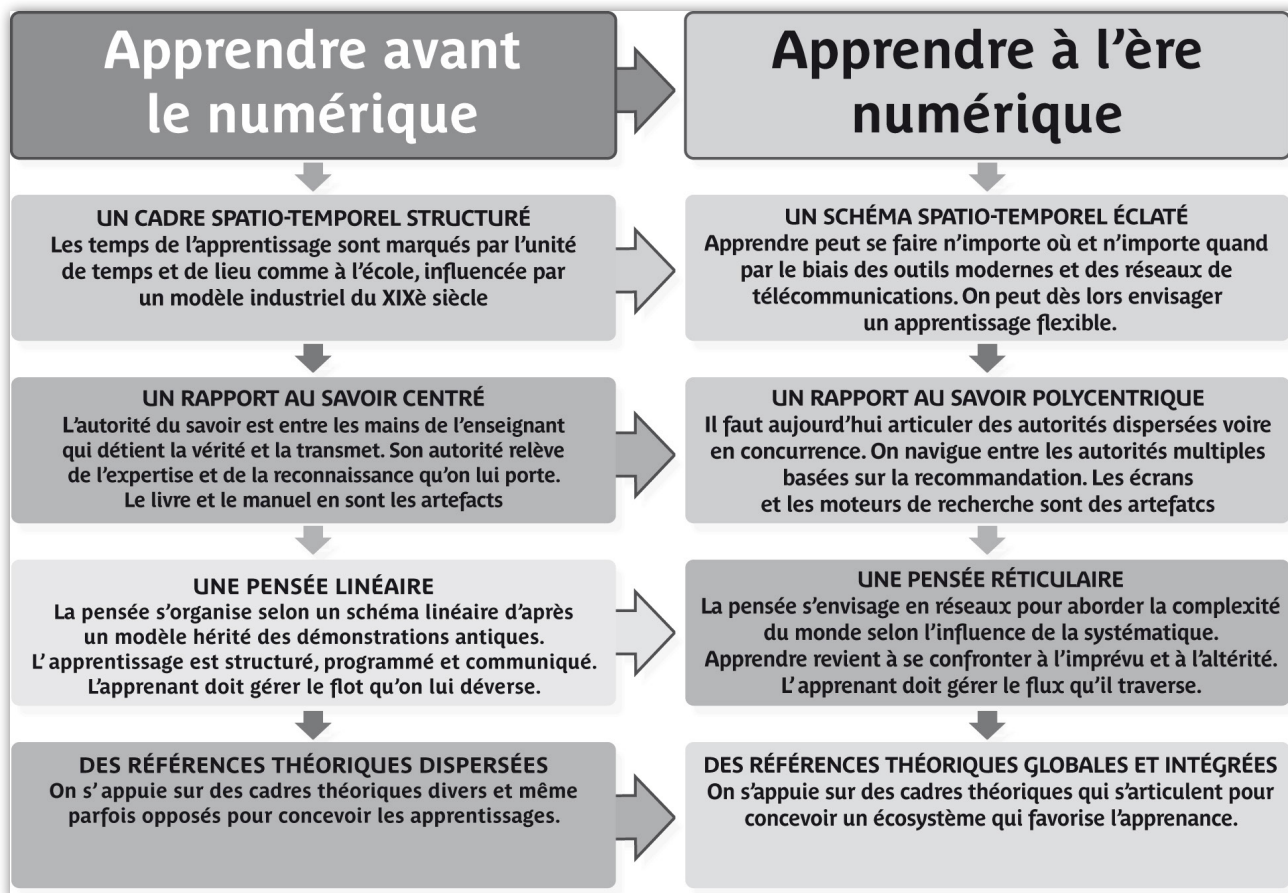 Apprendre avant
le numérique
UN CADRE SPATIO-TEMPOREL STRUCTURÉ
Les temps de l'apprentissage sont marqués par l'unité
de temps et de lieu comme à l'école, influencée par
un modèle industriel du XIXè siècle
UN RAPPORT AU SAVOIR CENTRÉ
L'autorité du savoir est entre les mains de l'enseignant
qui détient la vérité et la transmet. Son autorité relève
de l'expertise et de la reconnaissance qu'on lui porte.
Le livre et le manuel en sont les artefacts
UNE PENSÉE LINÉAIRE
La pensée s'organise selon un schéma linéaire d'après
un modèle hérité des démonstrations antiques.
L'apprentissage est structuré, programmé et communiqué.
L'apprenant doit gérer le flot qu'on lui déverse.
DES RÉFÉRENCES THÉORIQUES DISPERSÉES
On s'appuie sur des cadres théoriques divers et même
parfois opposés pour concevoir les apprentissages.
Apprendre à l'ère
numérique
UN SCHÉMA SPATIO-TEMPOREL ÉCLATÉ
Apprendre peut se faire n'importe où et n'importe quand
par le biais des outils modernes et des réseaux de
télécommunications. On peut dès lors envisager
un apprentissage flexible.
UN RAPPORT AU SAVOIR POLYCENTRIQUE
Il faut aujourd'hui articuler des autorités dispersées voire
en concurrence. On navigue entre les autorités multiples
basées sur la recommandation. Les écrans
et les moteurs de recherche sont des artefatcs
UNE PENSÉE RÉTICULAIRE
La pensée s'envisage en réseaux pour aborder la complexité
du monde selon l'influence de la systématique.
Apprendre revient à se confronter à l'imprévu et à l'altérité.
L'apprenant doit gérer le flux qu'il traverse.
DES RÉFÉRENCES THÉORIQUES GLOBALES ET INTÉGRÉES
On s'appuie sur des cadres théoriques qui s'articulent pour
concevoir un écosystème qui favorise l'apprenance.